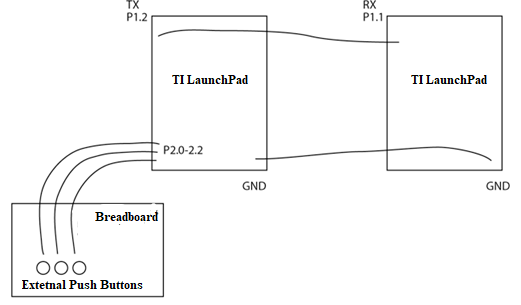 TX
P1.2
RX
P1.1
TI LaunchPad
TI LaunchPad
P2.0-2.2
GND
GND
Breadboard
Extetnal Push Buttons